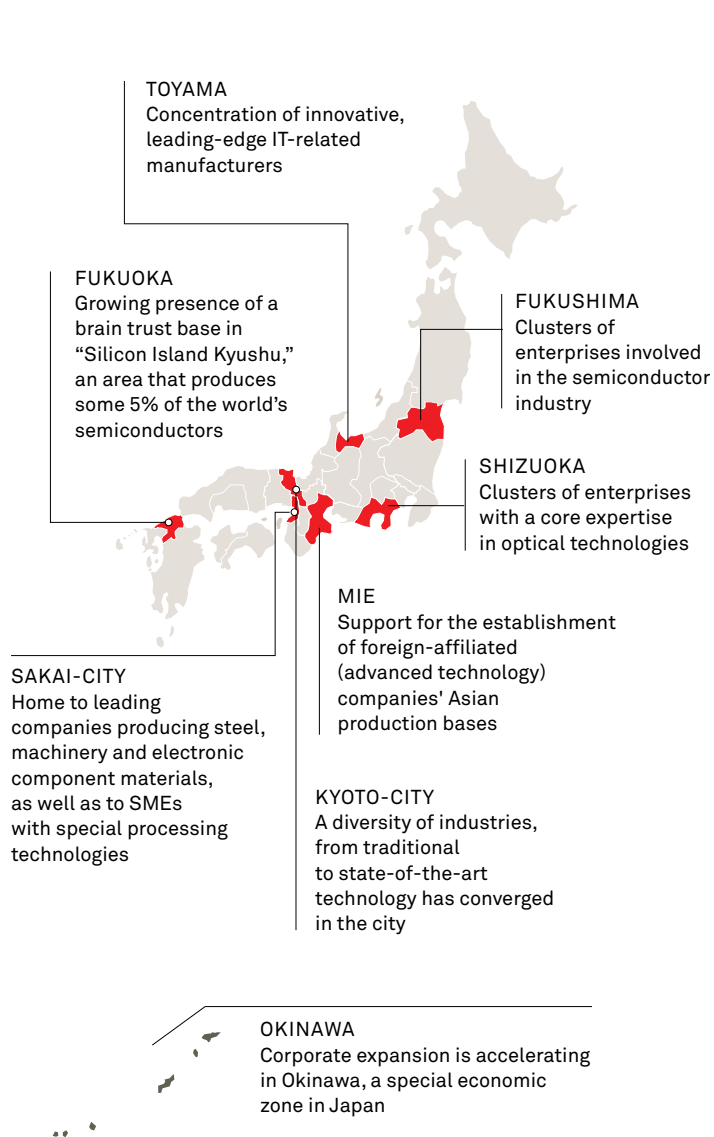 TOYAMA
Concentration of innovative,
leading-edge IT-related
manufacturers
FUKUOKA
Growing presence of a
brain trust base in
“Silicon Island Kyushu,”
an area that produces
some 5% of the world’s
semiconductors
FUKUSHIMA
Clusters of
enterprises involved
in the semiconductor
industry
SHIZUOKA
Clusters of enterprises
with a core expertise
in optical technologies
MIE
Support for the establishment
of foreign-affiliated
(advanced technology)
companies' Asian
production bases
SAKAI-CITY
Home to leading
companies producing steel,
machinery and electronic
component materials,
as well as to SMEs
with special processing
technologies
KYOTO-CITY
A diversity of industries,
from traditional
to state-of-the-art
technology has converged
in the city
OKINAWA
Corporate expansion is accelerating
in Okinawa, a special economic
zone in Japan